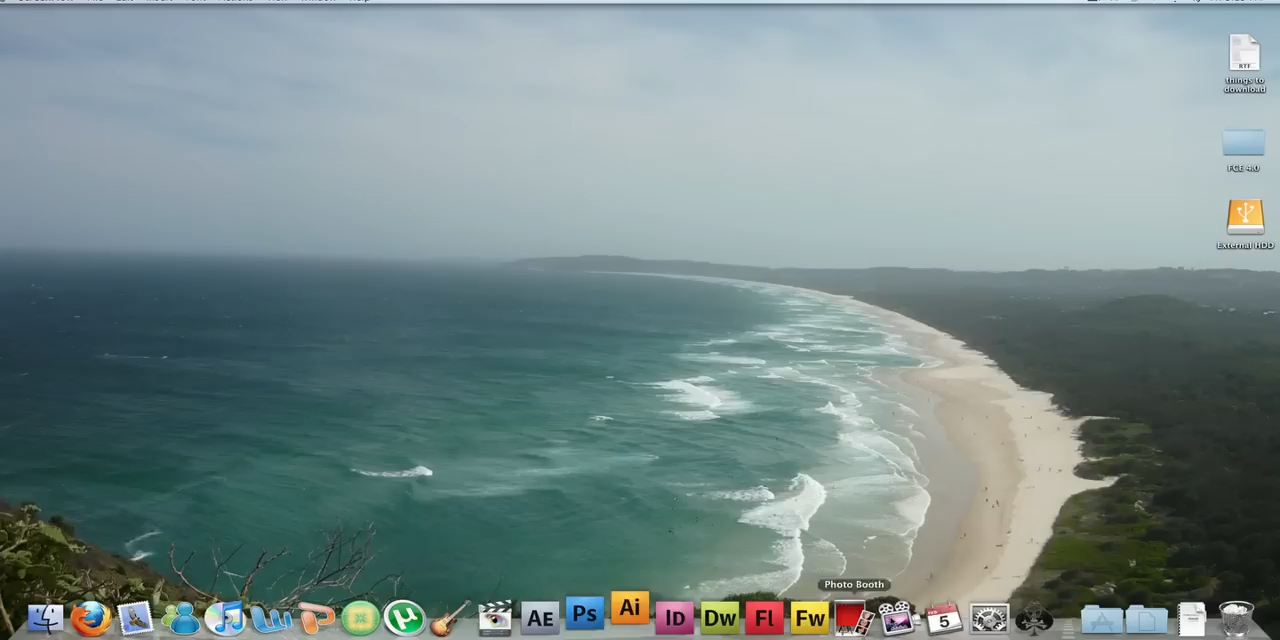 things to
download
FCE 4.0
External HDD
Photo Booth
RTF
AE
Ps
Ai
Id
Dw
Fl
Fw
5